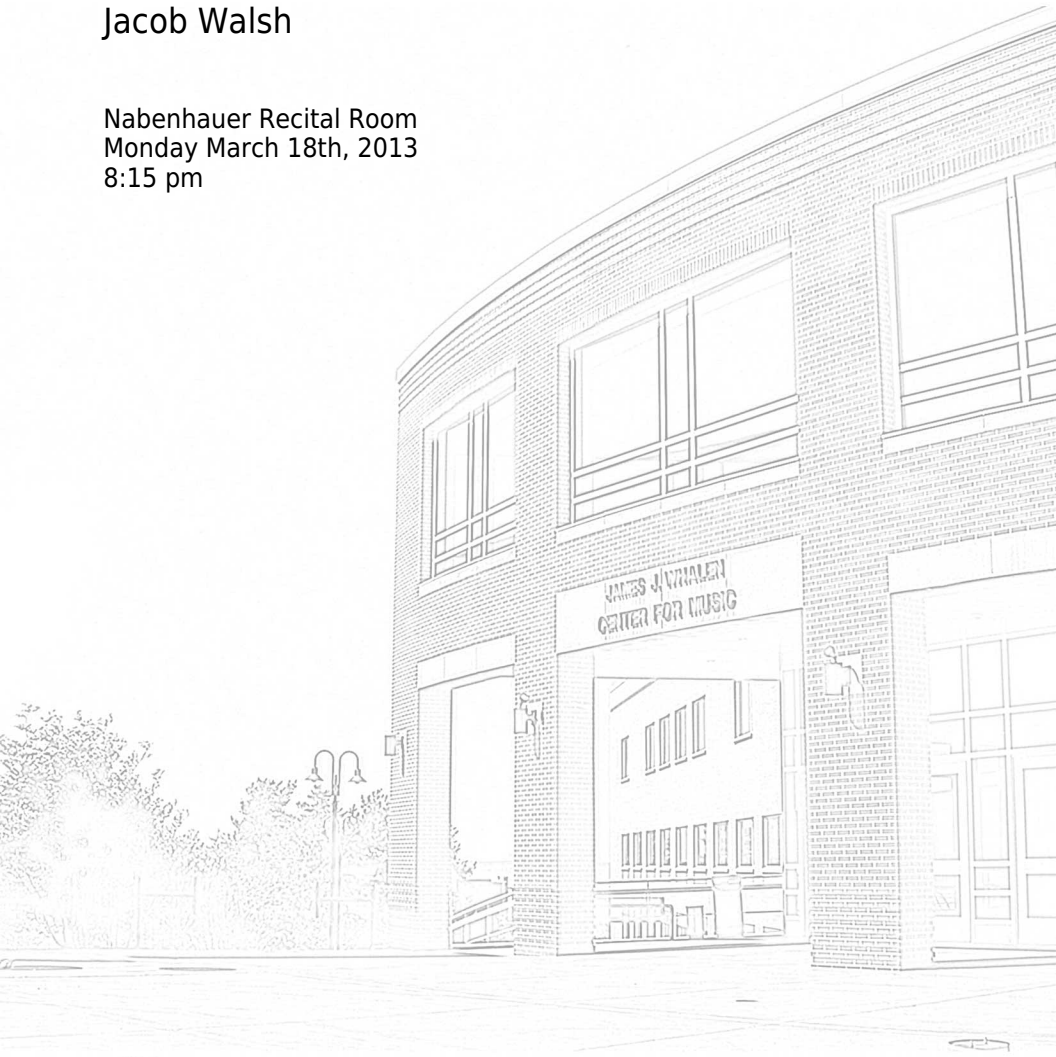 Jacob Walsh
Nabenhauer Recital Room
Monday March 18th, 2013
8:15 pm
JAMES J. WHALEN
CENTER FOR MUSIC